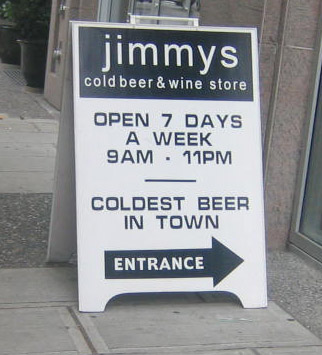 jimmys
cold beer & wine store
OPEN 7 DAYS
A WEEK
9AM - 11PM
COLDEST BEER
IN TOWN
ENTRANCE